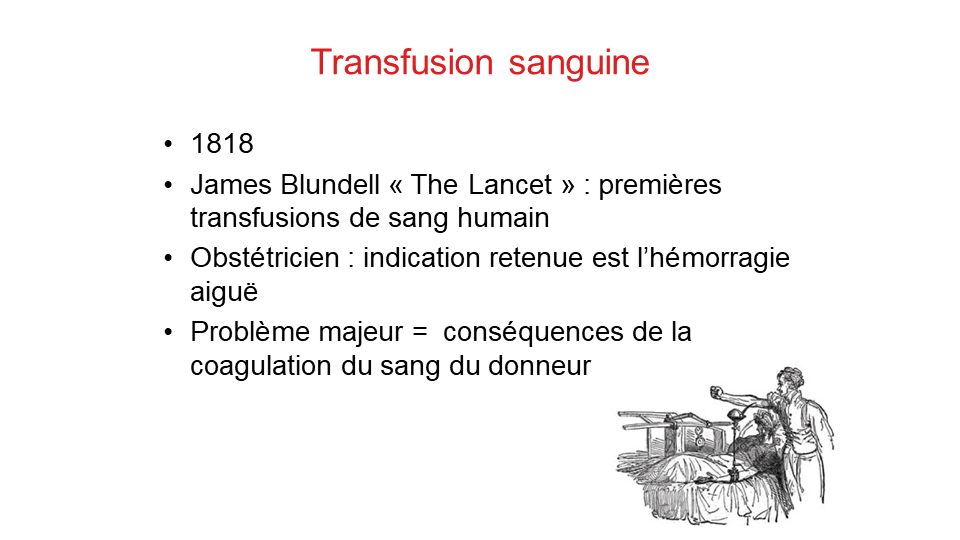 Transfusion sanguine
• 1818
• James Blundell « The Lancet » : premières
transfusions de sang humain
• Obstétricien : indication retenue est l’hémorragie
aiguë
• Problème majeur =  conséquences de la
coagulation du sang du donneur